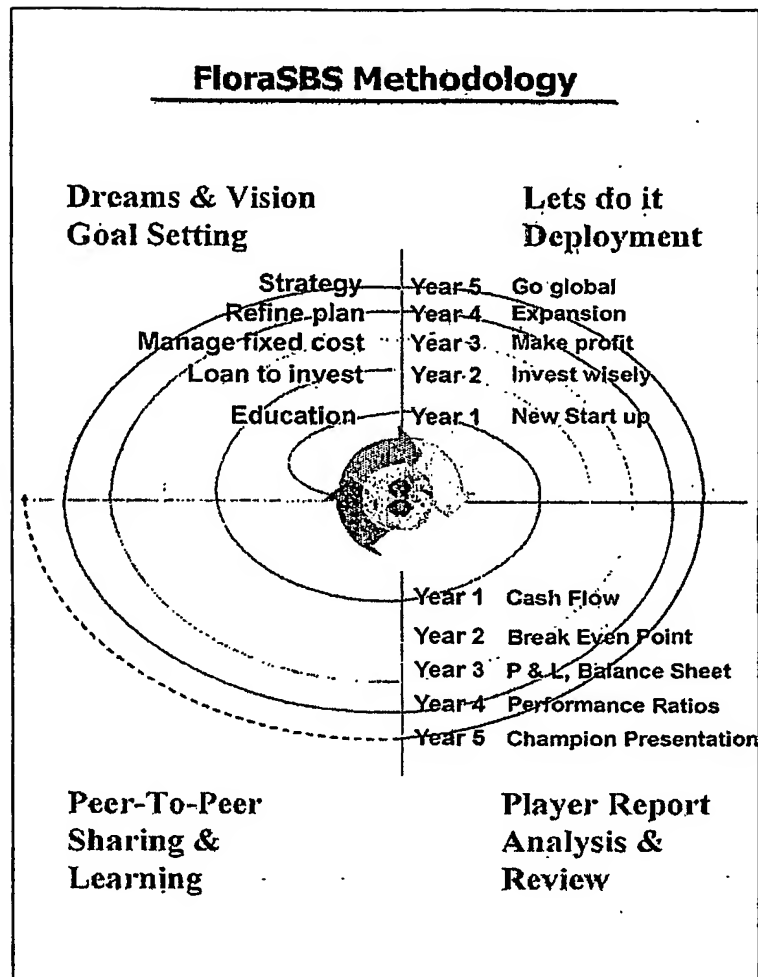 FloraSBS Methodology
Dreams & Vision
Goal Setting
Lets do it
Deployment
Strategy Year 5 Go global
Refine plan Year 4 Expansion
Manage fixed cost Year 3 Make profit
Loan to invest Year 2 Invest wisely
Education Year 1 New Start up
Year 1 Cash Flow
Year 2 Break Even Point
Year 3 P & L, Balance Sheet
Year 4 Performance Ratios
Year 5 Champion Presentation
Peer-To-Peer
Sharing &
Learning
Player Report
Analysis &
Review